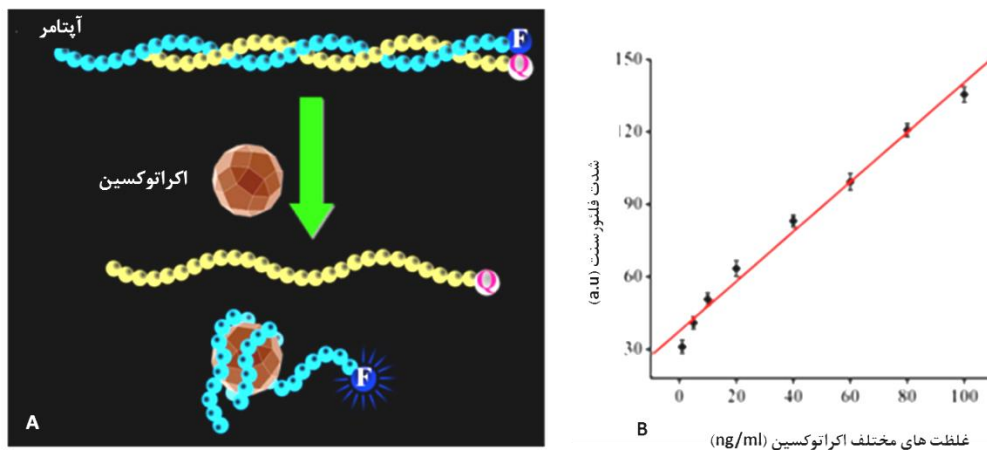 آپتامر
F
Q
اکراتوکسین
Q
F
A
شدت فلئورسنت (a.u)
150
120
90
60
30
0 20 40 60 80 100
غلظت های مختلف اکراتوکسین (ng/ml)
B